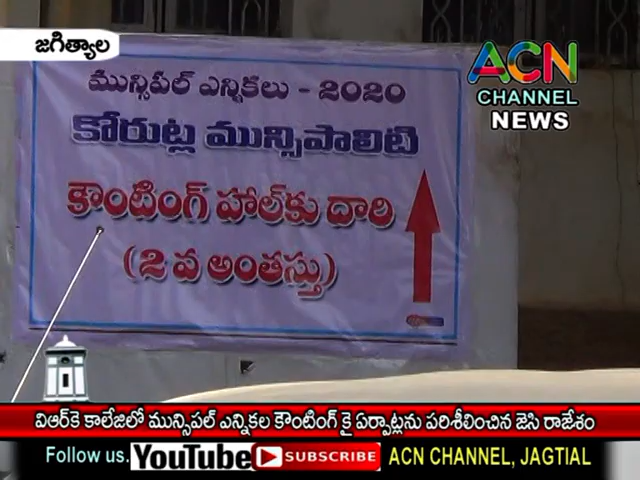 జగిత్యాల
ACN
CHANNEL
NEWS
మున్సిపల్ ఎన్నికలు - 2020
కోరుట్ల మున్సిపాలిటి
కౌంటింగ్ హాల్‌కు దారి
(2 వ అంతస్తు)
విఆర్‌కె కాలేజిలో మున్సిపల్ ఎన్నికల కౌంటింగ్ కై ఏర్పాట్లను పరిశీలించిన జెసి రాజేశం
Follow us. YouTube SUBSCRIBE ACN CHANNEL, JAGTIAL